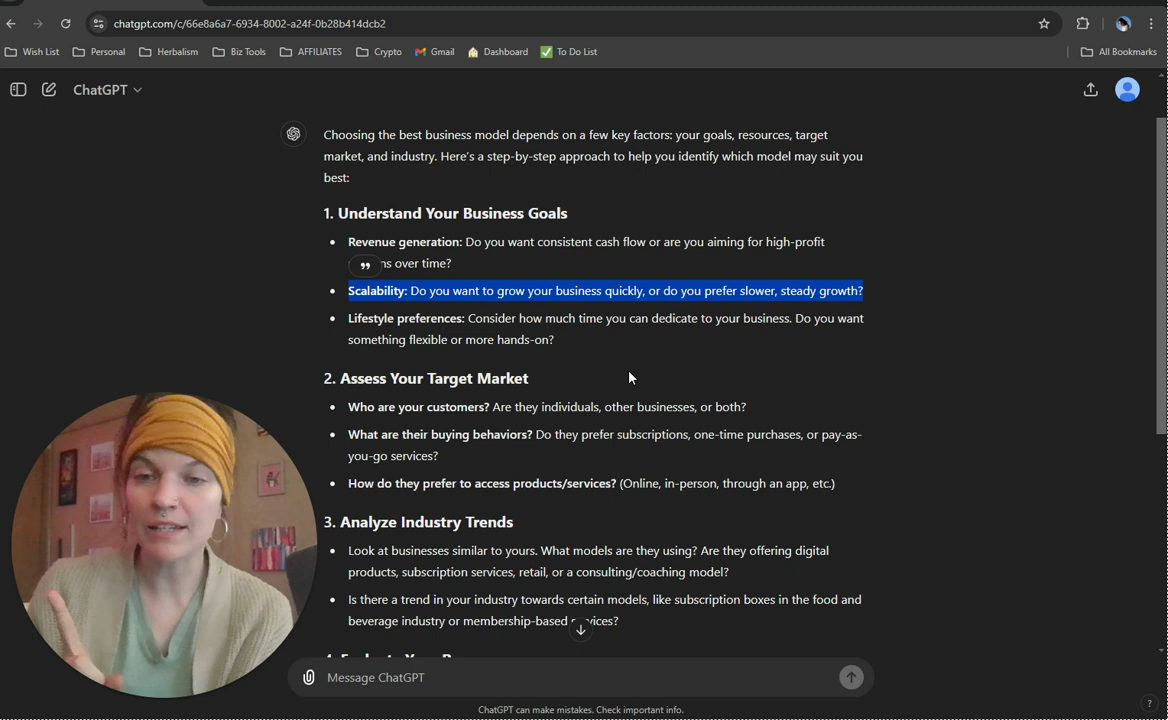 chatgpt.com/c/66e8a6a7-6934-8002-a24f-0b28b414dcb2
Wish List Personal Herbalism Biz Tools AFFILIATES Crypto Gmail Dashboard To Do List All Bookmarks
ChatGPT
Choosing the best business model depends on a few key factors: your goals, resources, target
market, and industry. Here's a step-by-step approach to help you identify which model may suit you
best:
1. Understand Your Business Goals
Revenue generation: Do you want consistent cash flow or are you aiming for high-profit
over time?
Scalability: Do you want to grow your business quickly, or do you prefer slower, steady growth?
Lifestyle preferences: Consider how much time you can dedicate to your business. Do you want
something flexible or more hands-on?
2. Assess Your Target Market
Who are your customers? Are they individuals, other businesses, or both?
What are their buying behaviors? Do they prefer subscriptions, one-time purchases, or pay-as-
you-go services?
How do they prefer to access products/services? (Online, in-person, through an app, etc.)
3. Analyze Industry Trends
Look at businesses similar to yours. What models are they using? Are they offering digital
products, subscription services, retail, or a consulting/coaching model?
Is there a trend in your industry towards certain models, like subscription boxes in the food and
beverage industry or membership-based
Message ChatGPT
ChatGPT can make mistakes. Check important info.
?